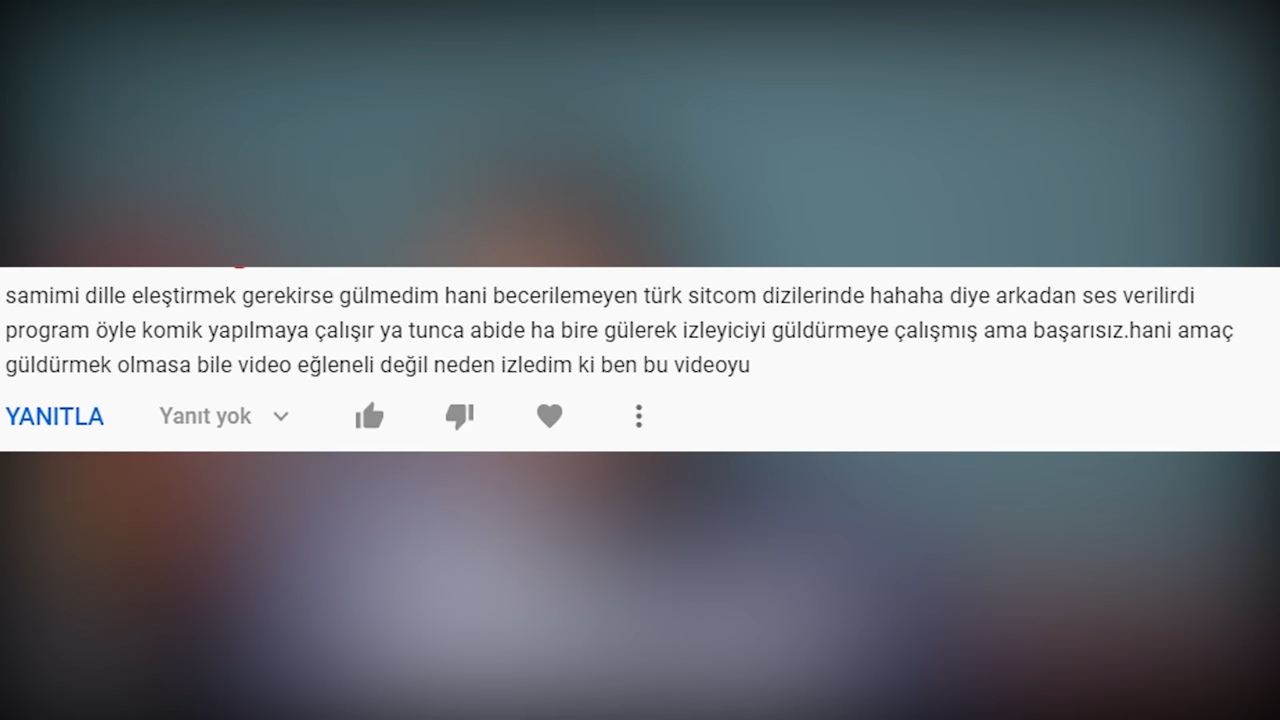 samimi dille eleştirmek gerekirse gülmedim hani becerilemeyen türk sitcom dizilerinde hahaha diye arkadan ses verilirdi
program öyle komik yapılmaya çalışır ya tunca abide ha bire gülerek izleyiciyi güldürmeye çalışmış ama başarısız.hani amaç
güldürmek olmasa bile video eğleneli değil neden izledim ki ben bu videoyu
YANITLA Yanıt yok